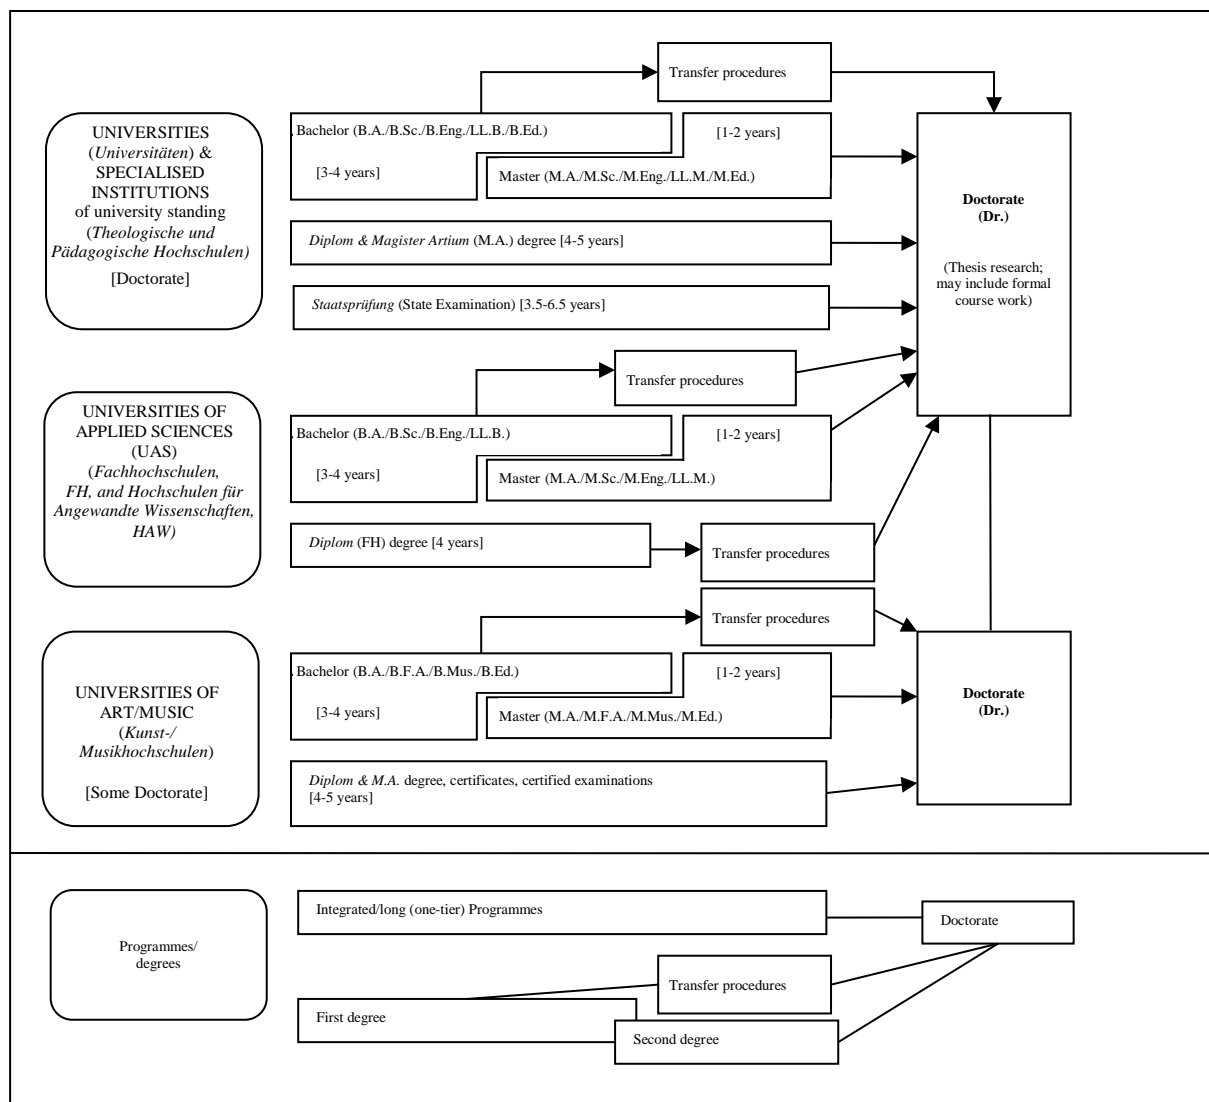 Transfer procedures
UNIVERSITIES
(Universitäten) &
SPECIALISED
INSTITUTIONS
of university standing
(Theologische und
Pädagogische Hochschulen)
[Doctorate]
. Bachelor (B.A./B.Sc./B.Eng./LL.B./B.Ed.)
[3-4 years]
[1-2 years]
Master (M.A./M.Sc./M.Eng./LL.M./M.Ed.)
Diplom & Magister Artium (M.A.) degree [4-5 years]
Staatsprüfung (State Examination) [3.5-6.5 years]
Doctorate
(Dr.)
(Thesis research;
may include formal
course work)
Transfer procedures
UNIVERSITIES OF
APPLIED SCIENCES
(UAS)
(Fachhochschulen,
FH, and Hochschulen für
Angewandte Wissenschaften,
HAW)
. Bachelor (B.A./B.Sc./B.Eng./LL.B.)
[3-4 years]
[1-2 years]
Master (M.A./M.Sc./M.Eng./LL.M.)
Diplom (FH) degree [4 years]
Transfer procedures
Transfer procedures
UNIVERSITIES OF
ART/MUSIC
(Kunst-/
Musikhochschulen)
[Some Doctorate]
. Bachelor (B.A./B.F.A./B.Mus./B.Ed.)
[3-4 years]
[1-2 years]
Master (M.A./M.F.A./M.Mus./M.Ed.)
Diplom & M.A. degree, certificates, certified examinations
[4-5 years]
Doctorate
(Dr.)
Programmes/
degrees
Integrated/long (one-tier) Programmes
Doctorate
Transfer procedures
First degree
Second degree